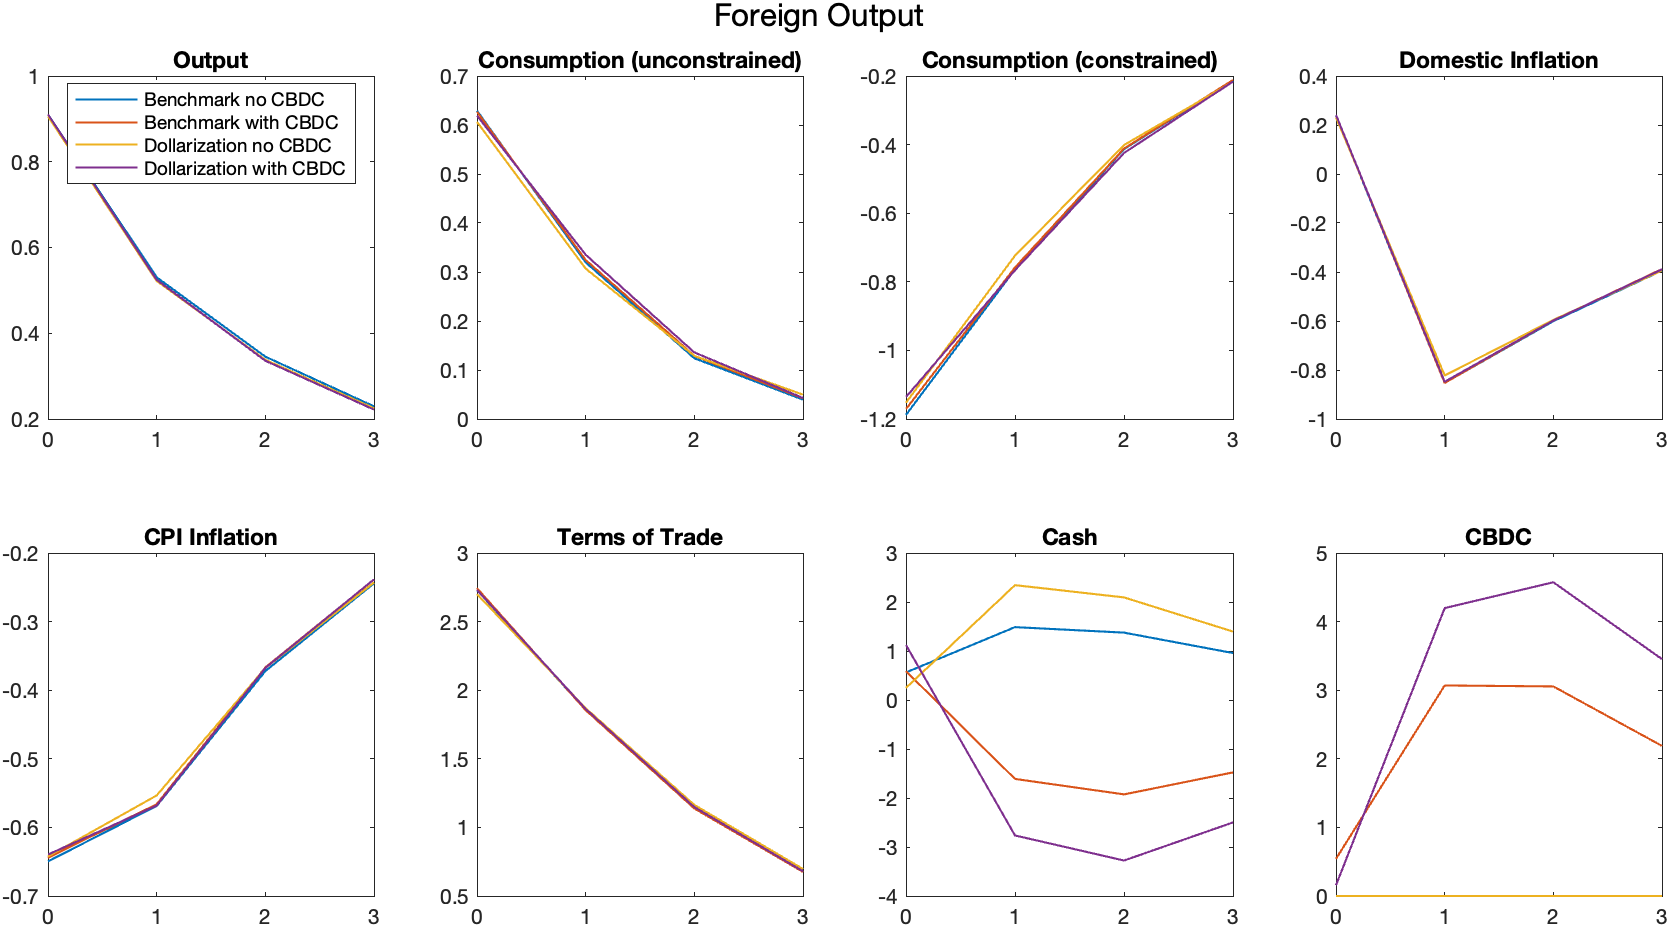 Foreign Output
Output
1
0.8
0.6
0.4
0.2
0 1 2 3
Benchmark no CBDC
Benchmark with CBDC
Dollarization no CBDC
Dollarization with CBDC
Consumption (unconstrained)
0.7
0.6
0.5
0.4
0.3
0.2
0.1
0
0 1 2 3
Consumption (constrained)
-0.2
-0.4
-0.6
-0.8
-1
-1.2
0 1 2 3
Domestic Inflation
0.4
0.2
0
-0.2
-0.4
-0.6
-0.8
-1
0 1 2 3
CPI Inflation
-0.2
-0.3
-0.4
-0.5
-0.6
-0.7
0 1 2 3
Terms of Trade
3
2.5
2
1.5
1
0.5
0 1 2 3
Cash
3
2
1
0
-1
-2
-3
-4
0 1 2 3
CBDC
5
4
3
2
1
0
0 1 2 3